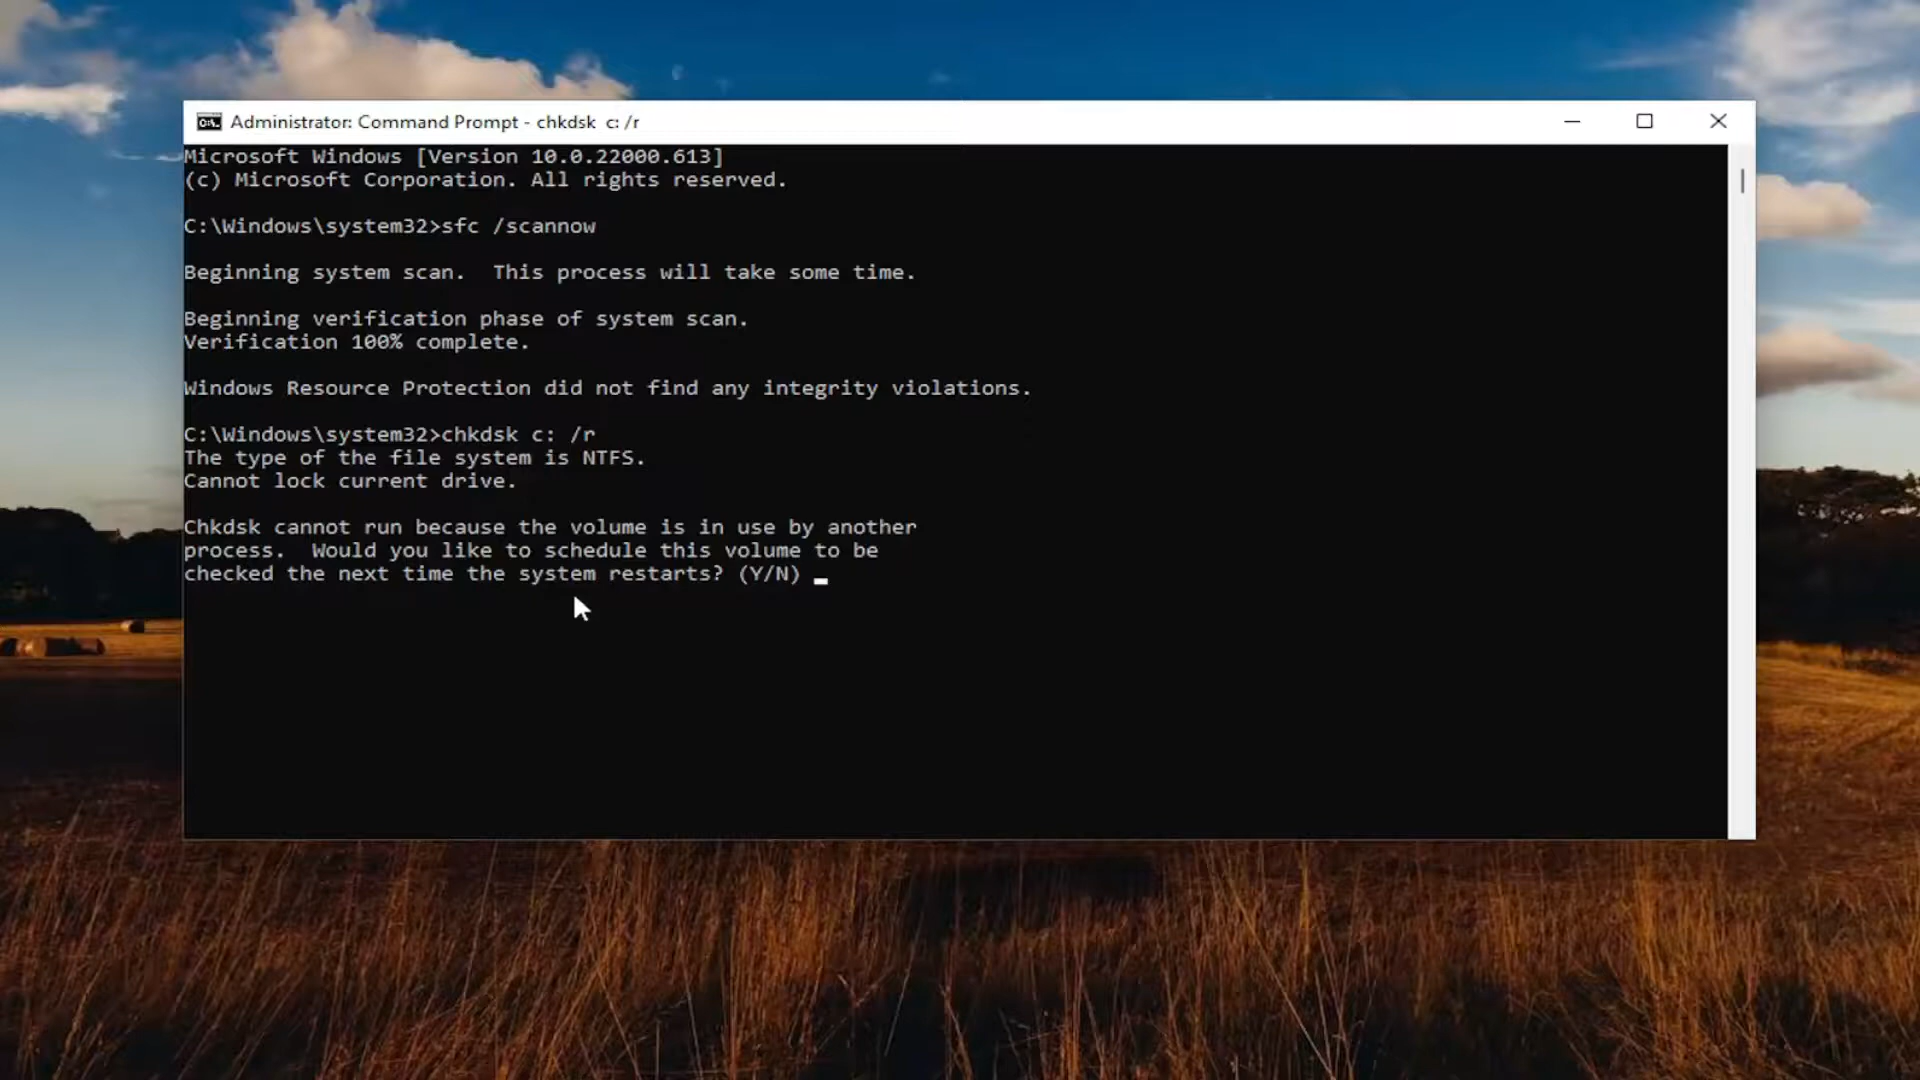 Administrator: Command Prompt - chkdsk  c: /r
Microsoft Windows [Version 10.0.22000.613]
(c) Microsoft Corporation. All rights reserved.
C:\Windows\system32>sfc /scannow
Beginning system scan.  This process will take some time.
Beginning verification phase of system scan.
Verification 100% complete.
Windows Resource Protection did not find any integrity violations.
C:\Windows\system32>chkdsk c: /r
The type of the file system is NTFS.
Cannot lock current drive.
Chkdsk cannot run because the volume is in use by another
process.  Would you like to schedule this volume to be
checked the next time the system restarts? (Y/N)